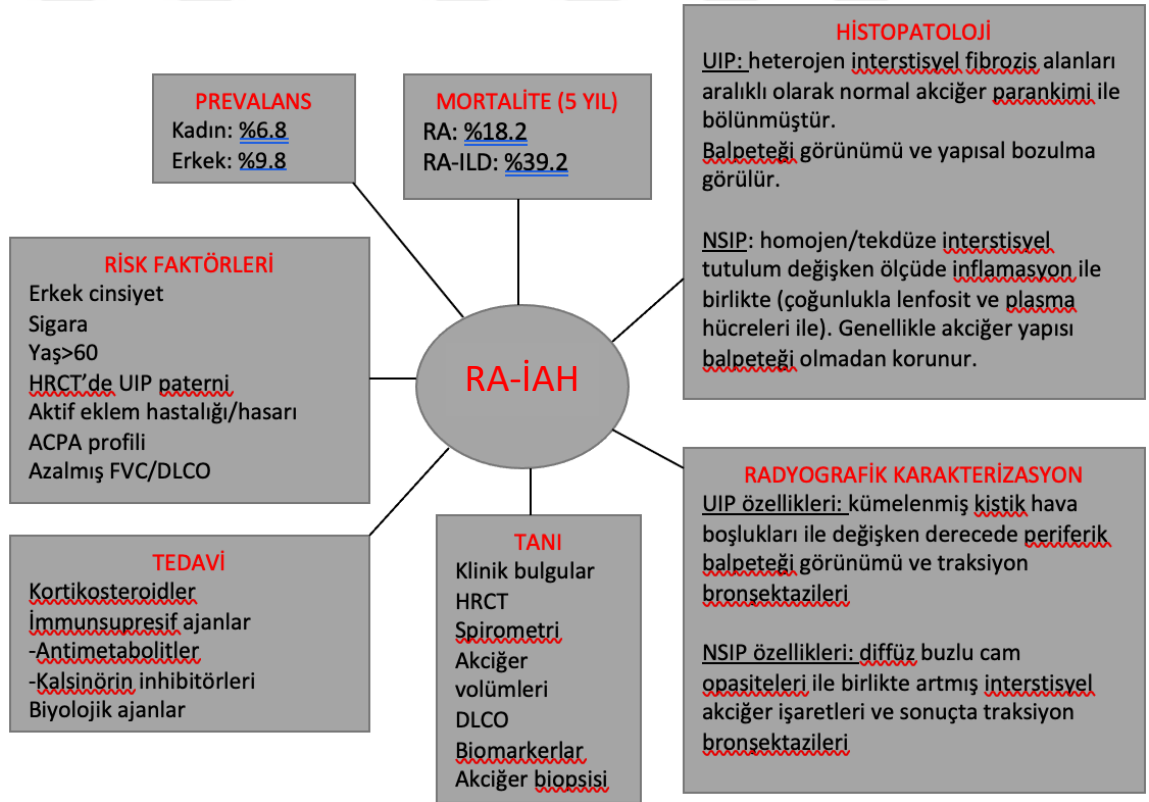 PREVALANS
Kadın: %6.8
Erkek: %9.8
MORTALİTE (5 YIL)
RA: %18.2
RA-ILD: %39.2
HİSTOPATOLOJİ
UIP: heterojen interstisyel fibrozis alanları
aralıklı olarak normal akciğer parankimi ile
bölünmüştür.
Balpeteği görünümü ve yapısal bozulma
görülür.
NSIP: homojen/tekdüze interstisyel
tutulum değişken ölçüde inflamasyon ile
birlikte (çoğunlukla lenfosit ve plasma
hücreleri ile). Genellikle akciğer yapısı
balpeteği olmadan korunur.
RİSK FAKTÖRLERİ
Erkek cinsiyet
Sigara
Yaş>60
HRCT’de UIP paterni
Aktif eklem hastalığı/hasarı
ACPA profili
Azalmış FVC/DLCO
RA-İAH
TEDAVİ
Kortikosteroidler
İmmunsupresif ajanlar
-Antimetabolitler
-Kalsinörin inhibitörleri
Biyolojik ajanlar
TANI
Klinik bulgular
HRCT
Spirometri
Akciğer
volümleri
DLCO
Biomarkerlar
Akciğer biopsisi
RADYOGRAFİK KARAKTERİZASYON
UIP özellikleri: kümelenmiş kistik hava
boşlukları ile değişken derecede periferik
balpeteği görünümü ve traksiyon
bronşektazileri
NSIP özellikleri: diffüz buzlu cam
opasiteleri ile birlikte artmış interstisyel
akciğer işaretleri ve sonuçta traksiyon
bronşektazileri